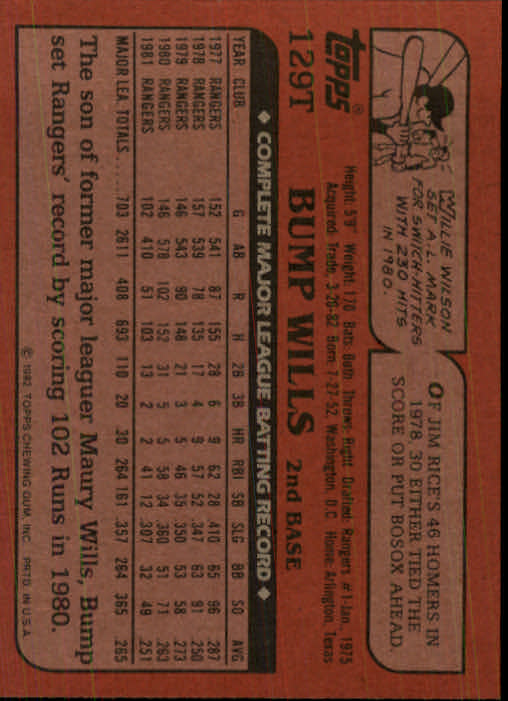 topps®
129T
WILLIE WILSON
SET A.L. MARK
FOR SWITCH-HITTERS
WITH 230 HITS
IN 1980.
OF JIM RICE'S 46 HOMERS IN
1978, 30 EITHER TIED THE
SCORE OR PUT BOSOX AHEAD
Height: 5'9" Weight: 170 Bats: Both Throws: Right Drafted: Rangers #1-Jan. 1975
Acquired: Trade, 3-26-82 Born: 7-27-52, Washington, D.C. Home: Arlington, Texas
BUMP WILLS 2nd BASE
◆ COMPLETE MAJOR LEAGUE BATTING RECORD ◆
YEAR CLUB G AB R H 2B 3B HR RBI SB SLG BB SO AVG
1977 RANGERS 152 541 87 155 28 6 9 62 28 .410 65 96 .287
1978 RANGERS 157 539 78 135 17 4 9 57 52 .347 63 91 .250
1979 RANGERS 146 543 90 148 21 3 5 46 35 .350 53 58 .273
1980 RANGERS 146 578 102 152 31 5 5 58 34 .360 51 71 .263
1981 RANGERS 102 410 51 103 13 2 2 41 12 .307 32 49 .251
MAJOR LEA. TOTALS..... 703 2611 408 693 110 20 30 264 161 .357 264 365 .265
The son of former major leaguer Maury Wills, Bump
set Rangers' record by scoring 102 Runs in 1980.
© 1982 TOPPS CHEWING GUM, INC. PRTD. IN U.S.A.